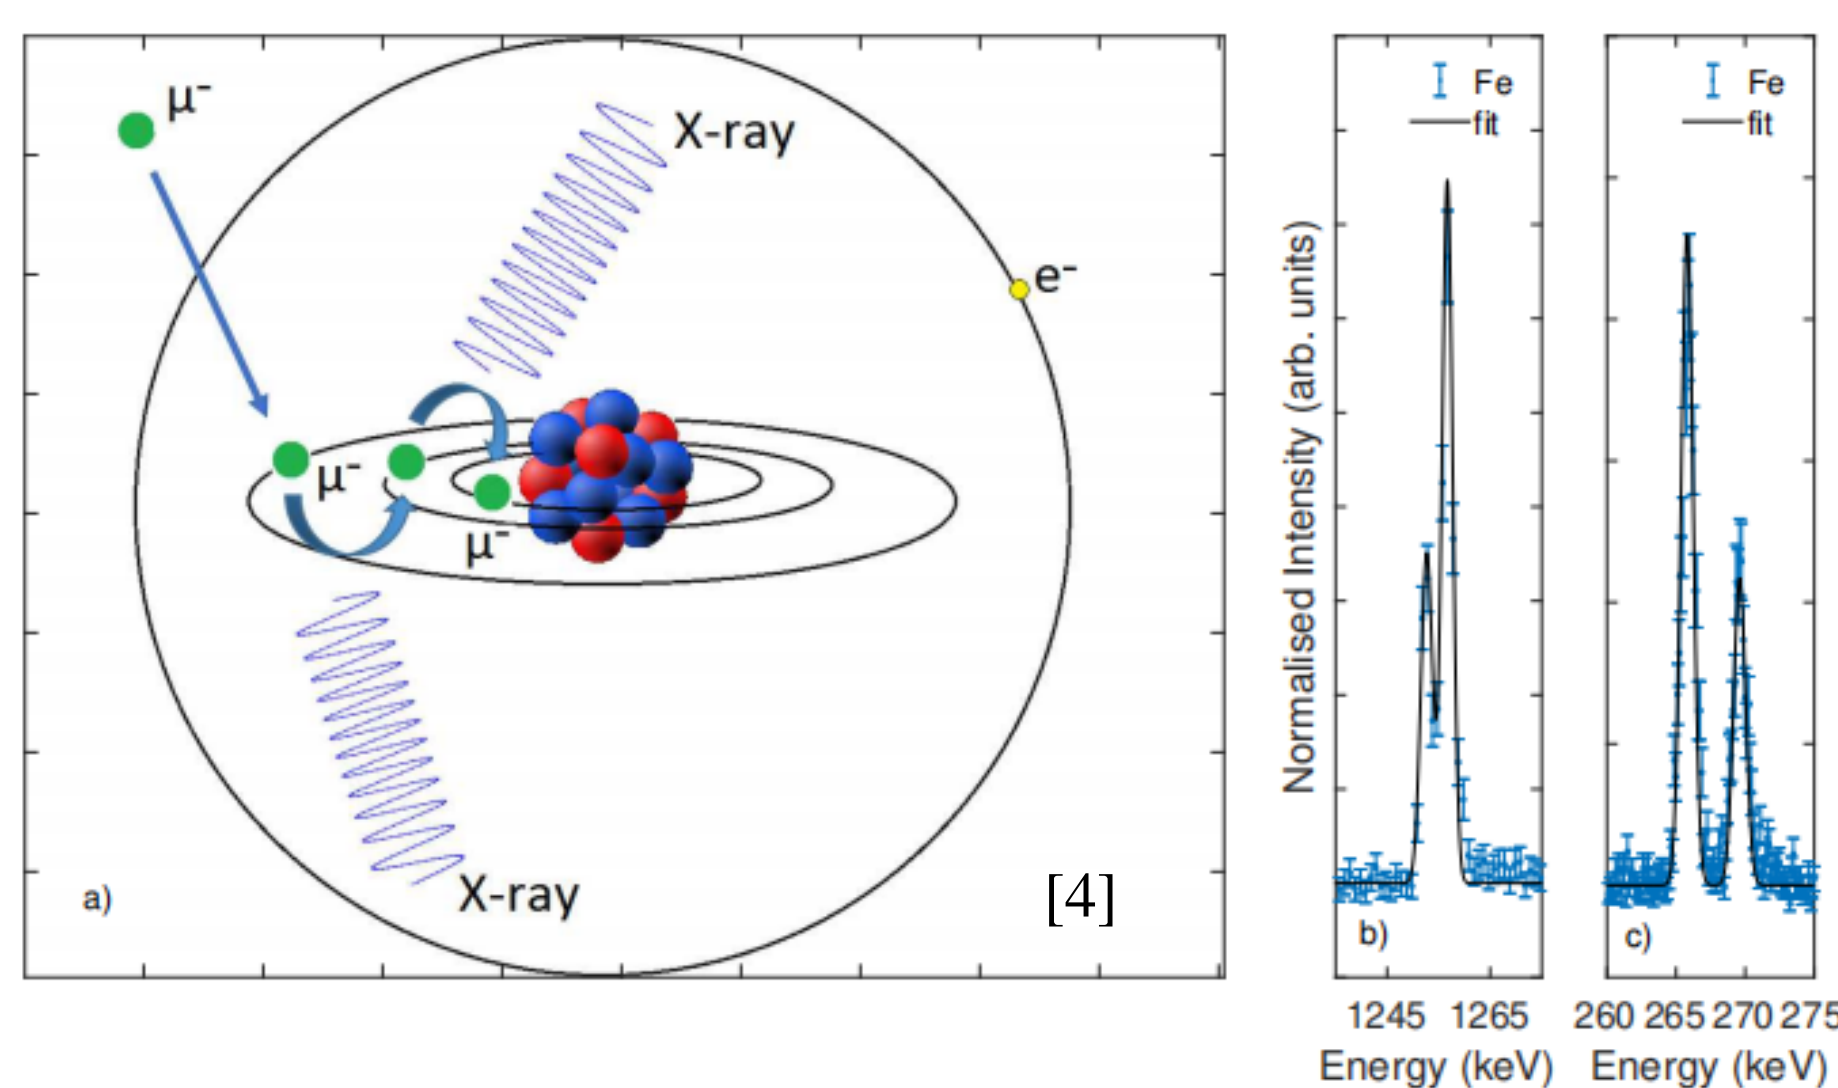 μ⁻
X-ray
e⁻
μ⁻
μ⁻
X-ray
a)
[4]
Normalised Intensity (arb. units)
Fe
fit
b)
1245 1265
Energy (keV)
Fe
fit
c)
260 265 270 275
Energy (keV)